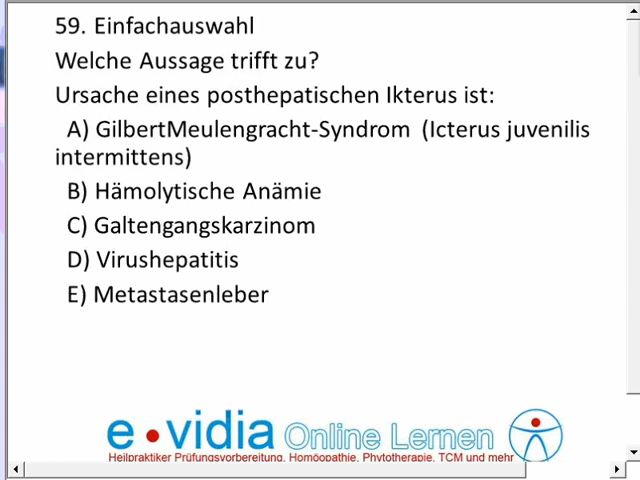 59. Einfachauswahl
Welche Aussage trifft zu?
Ursache eines posthepatischen Ikterus ist:
A) GilbertMeulengracht-Syndrom (Icterus juvenilis
intermittens)
B) Hämolytische Anämie
C) Galtengangskarzinom
D) Virushepatitis
E) Metastasenleber
e•vidia Online Lernen
Heilpraktiker Prüfungsvorbereitung, Homöopathie, Phytotherapie, TCM und mehr